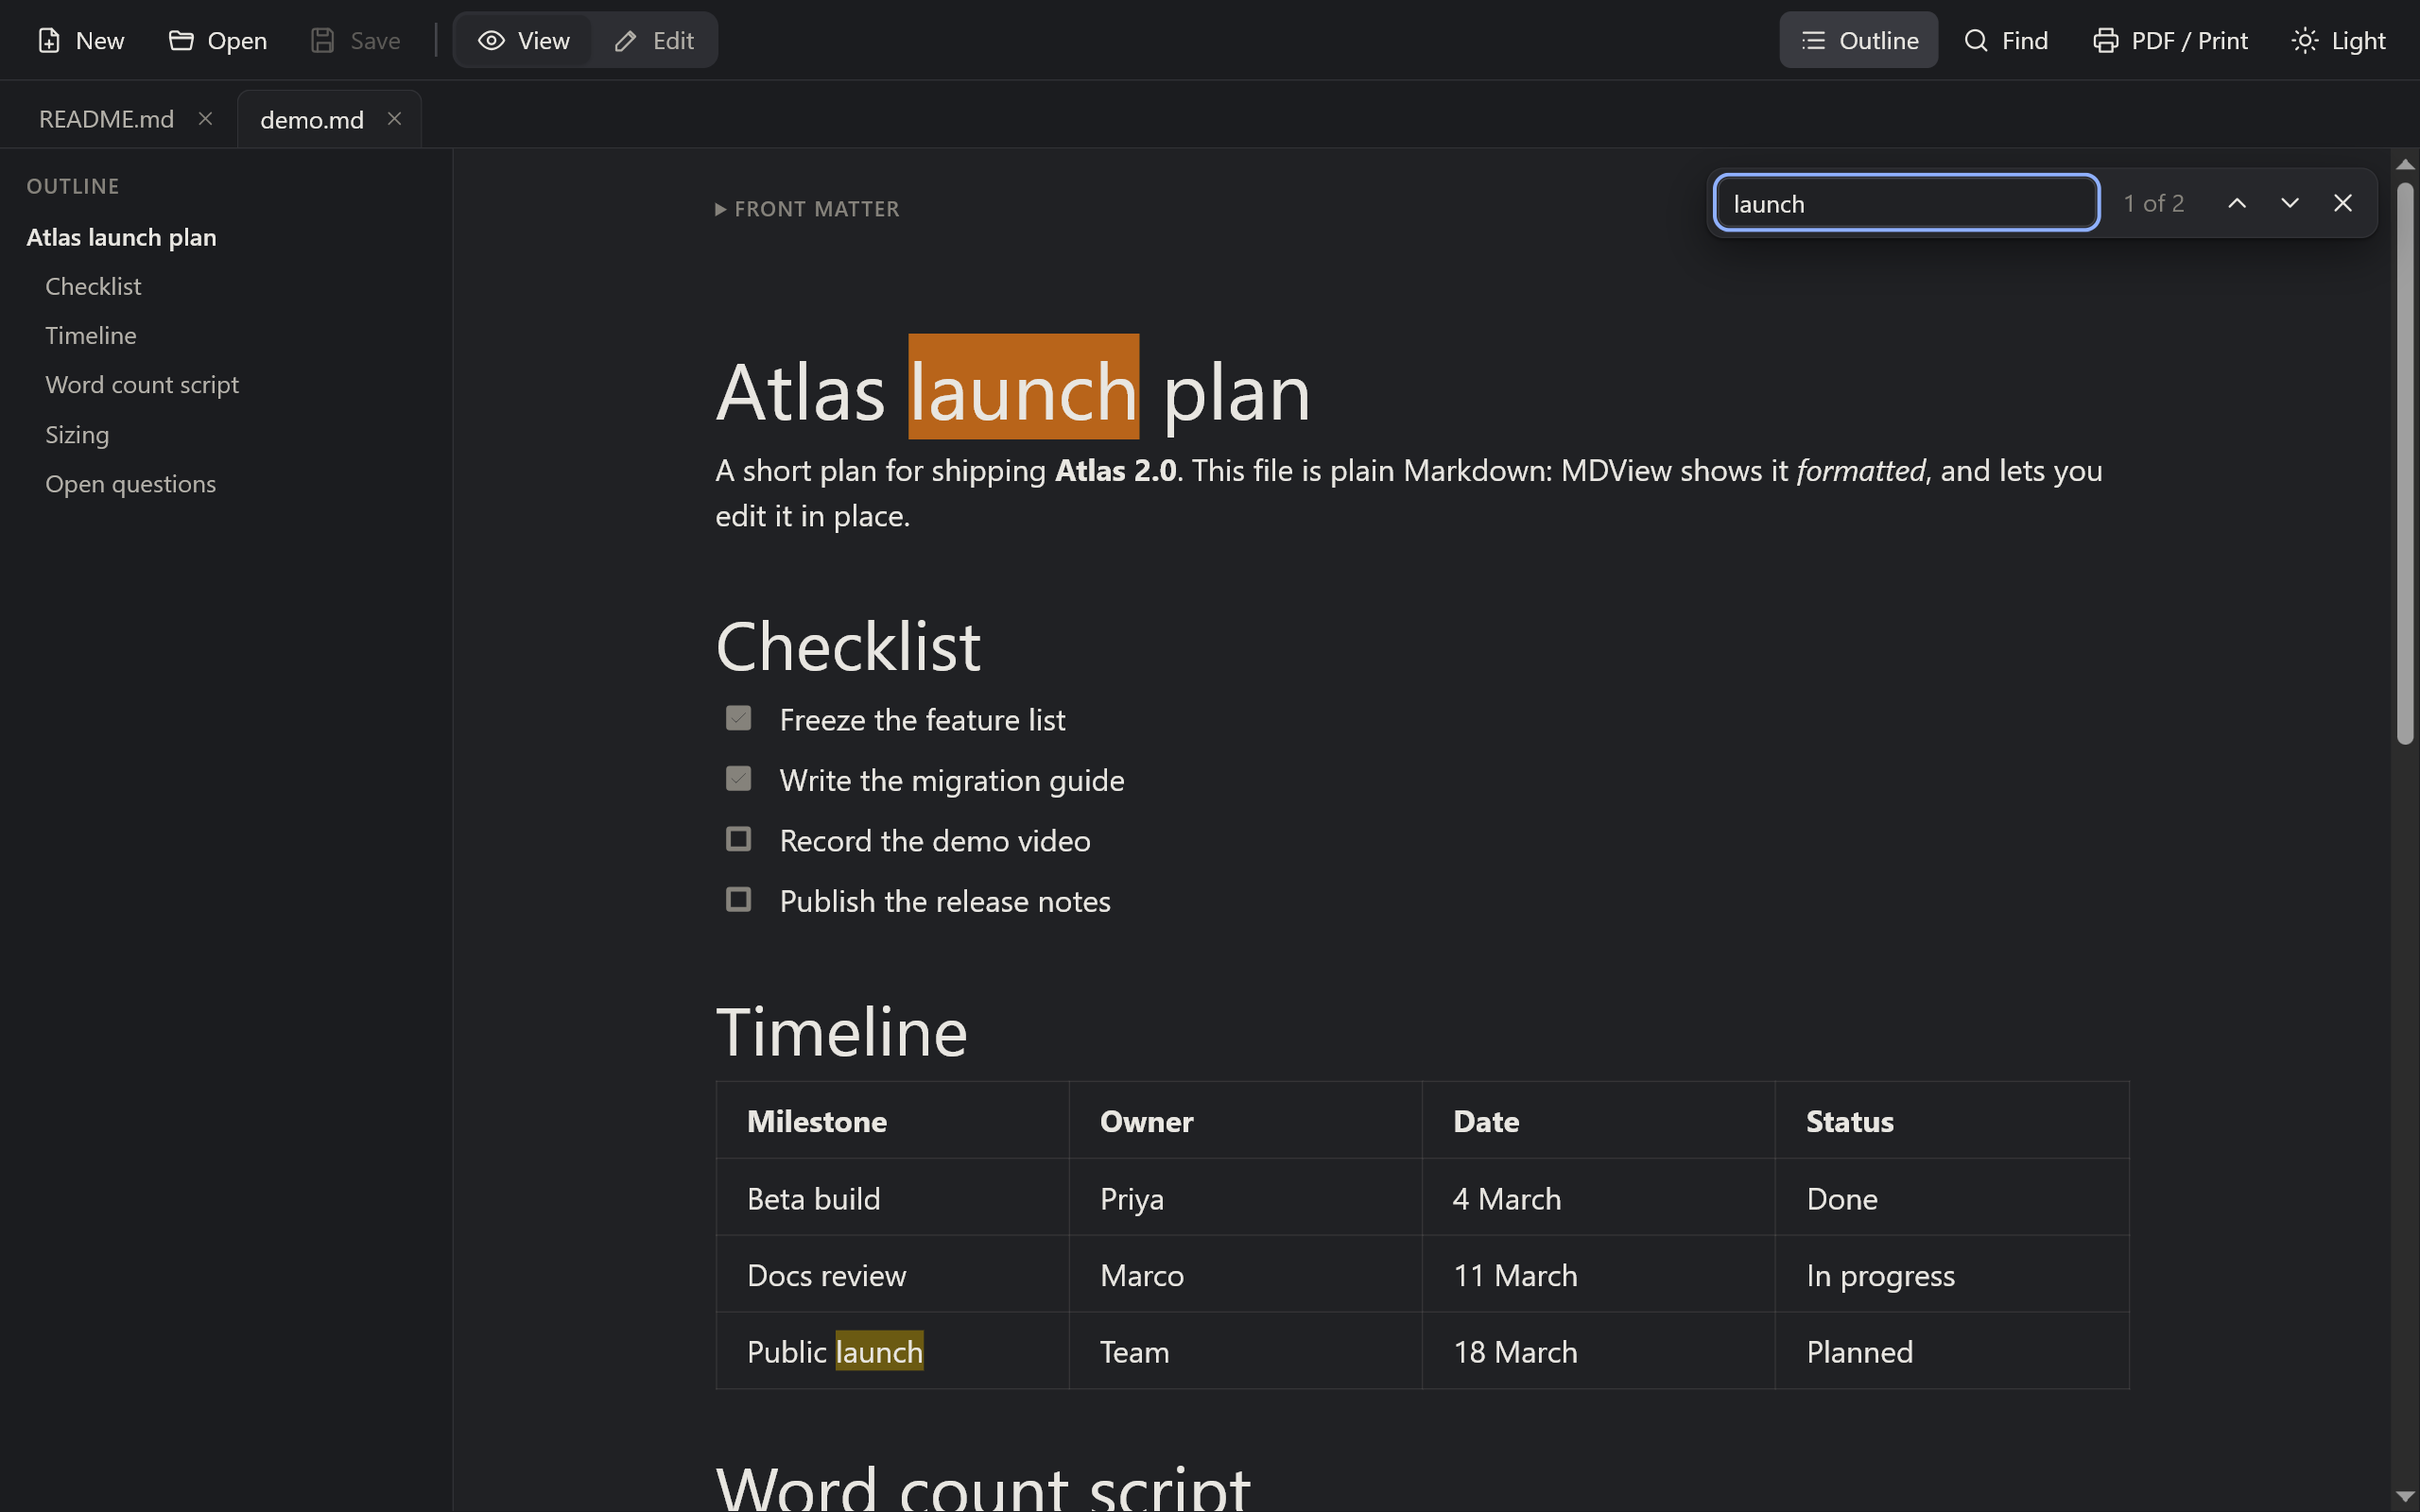 New Open Save View Edit Outline Find PDF / Print Light
README.md demo.md
OUTLINE
Atlas launch plan
Checklist
Timeline
Word count script
Sizing
Open questions
launch 1 of 2
FRONT MATTER
Atlas launch plan
A short plan for shipping Atlas 2.0. This file is plain Markdown: MDView shows it formatted, and lets you
edit it in place.
Checklist
Freeze the feature list
Write the migration guide
Record the demo video
Publish the release notes
Timeline
Milestone Owner Date Status
Beta build Priya 4 March Done
Docs review Marco 11 March In progress
Public launch Team 18 March Planned
Word count script